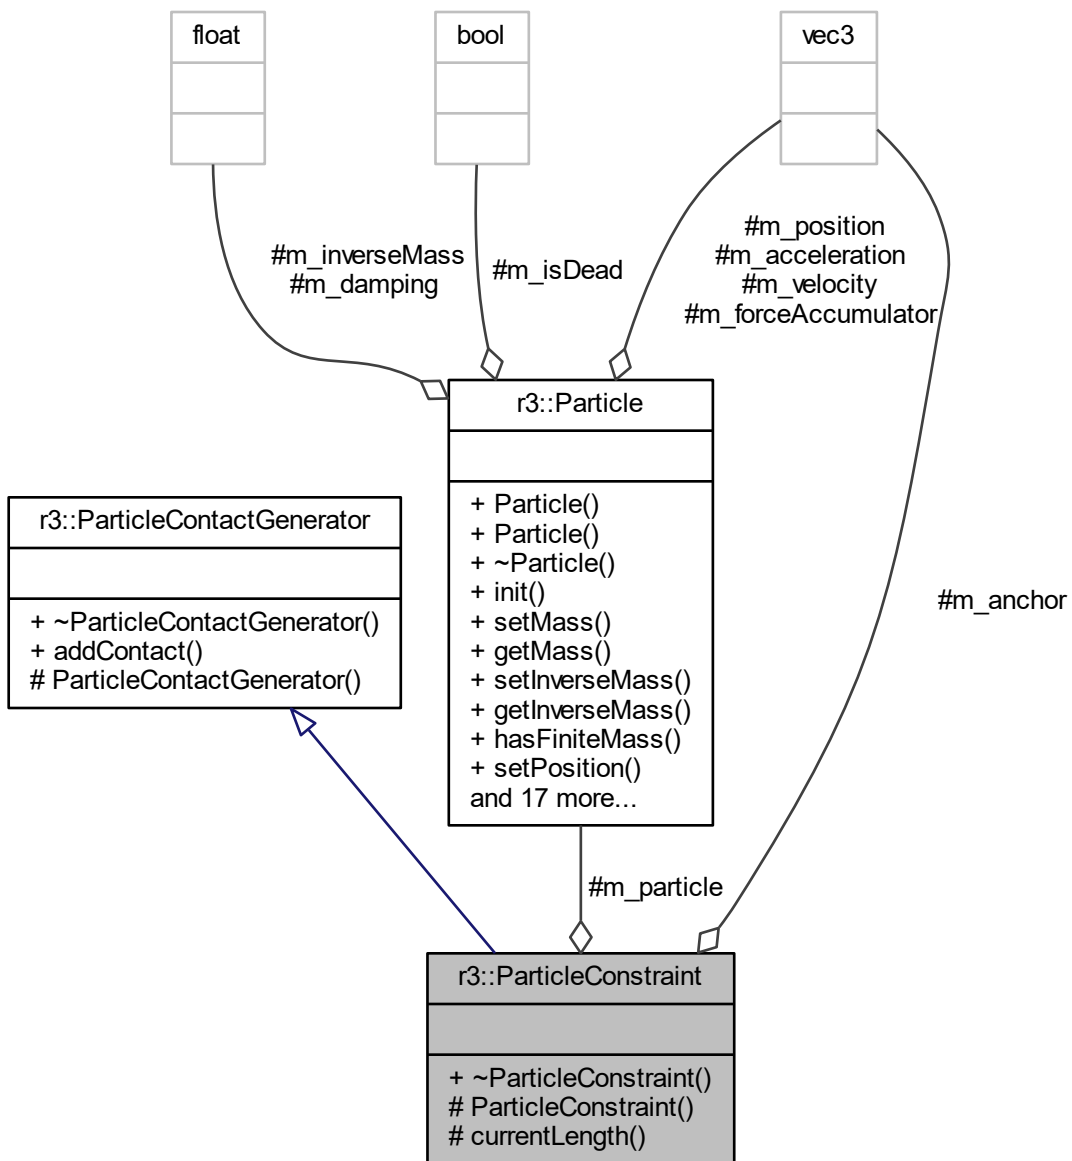 float
bool
vec3
#m_inverseMass
#m_damping
#m_isDead
#m_position
#m_acceleration
#m_velocity
#m_forceAccumulator
r3::Particle
+ Particle()
+ Particle()
+ ~Particle()
+ init()
+ setMass()
+ getMass()
+ setInverseMass()
+ getInverseMass()
+ hasFiniteMass()
+ setPosition()
and 17 more...
r3::ParticleContactGenerator
+ ~ParticleContactGenerator()
+ addContact()
# ParticleContactGenerator()
#m_anchor
#m_particle
r3::ParticleConstraint
+ ~ParticleConstraint()
# ParticleConstraint()
# currentLength()